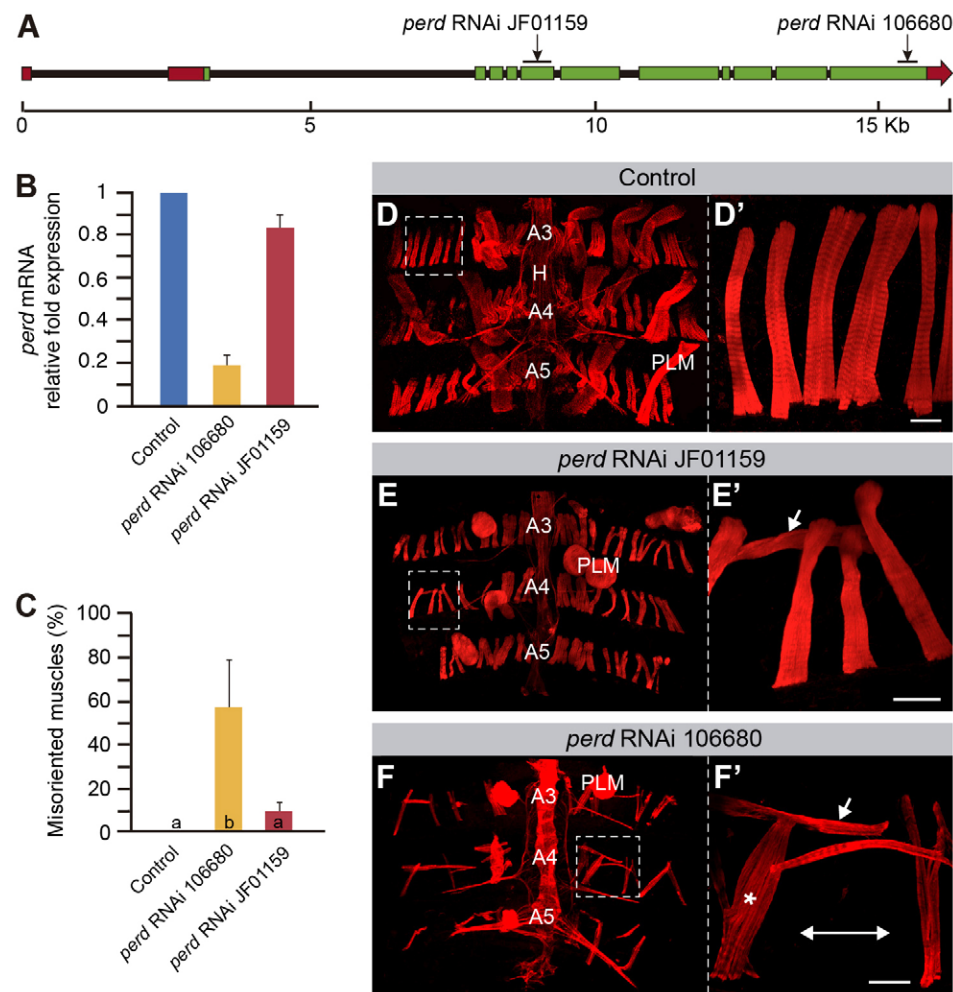 A
perd RNAi JF01159
perd RNAi 106680
0
5
10
15 Kb
B
perd mRNA
relative fold expression
1
0.8
0.6
0.4
0.2
0
Control
perd RNAi 106680
perd RNAi JF01159
C
Misoriented muscles (%)
100
80
60
40
20
0
a
b
a
Control
perd RNAi 106680
perd RNAi JF01159
Control
D
A3
H
A4
A5
PLM
D’
perd RNAi JF01159
E
A3
PLM
A4
A5
E’
perd RNAi 106680
F
A3
PLM
A4
A5
F’
*